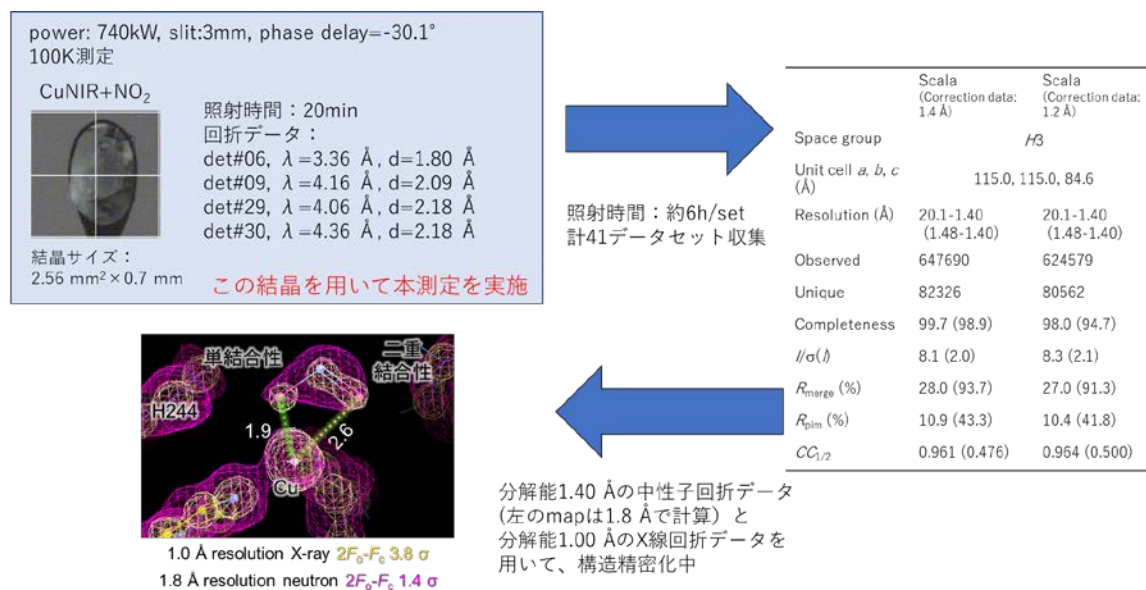 power: 740kW, slit:3mm, phase delay=-30.1°
100K測定
CuNIR+NO₂
照射時間：20min
回折データ：
det#06, λ=3.36 Å, d=1.80 Å
det#09, λ=4.16 Å, d=2.09 Å
det#29, λ=4.06 Å, d=2.18 Å
det#30, λ=4.36 Å, d=2.18 Å
結晶サイズ：
2.56 mm²×0.7 mm
この結晶を用いて本測定を実施
照射時間：約6h/set
計41データセット収集
Scala (Correction data: 1.4 Å) Scala (Correction data: 1.2 Å)
Space group H3
Unit cell a, b, c (Å) 115.0, 115.0, 84.6
Resolution (Å) 20.1-1.40 (1.48-1.40) 20.1-1.40 (1.48-1.40)
Observed 647690 624579
Unique 82326 80562
Completeness 99.7 (98.9) 98.0 (94.7)
I/σ(I) 8.1 (2.0) 8.3 (2.1)
Rmerge (%) 28.0 (93.7) 27.0 (91.3)
Rpim (%) 10.9 (43.3) 10.4 (41.8)
CC1/2 0.961 (0.476) 0.964 (0.500)
単結合性
二重
結合性
H244
1.9
2.6
Cu
1.0 Å resolution X-ray 2Fo-Fc 3.8 σ
1.8 Å resolution neutron 2Fo-Fc 1.4 σ
分解能1.40 Åの中性子回折データ
(左のmapは1.8 Åで計算）と
分解能1.00 ÅのX線回折データを
用いて、構造精密化中